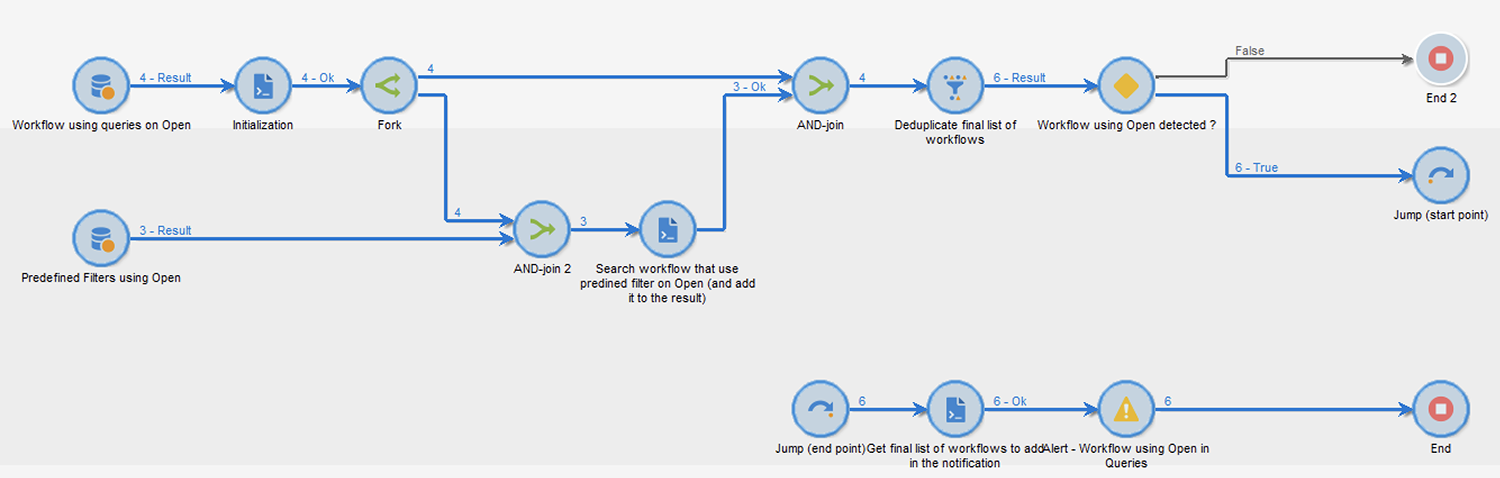 False
4 - Result
4 - Ok
4
3 - Ok
4
6 - Result
End 2
Workflow using queries on Open
Initialization
Fork
AND-join
Deduplicate final list of
workflows
Workflow using Open detected ?
6 - True
Jump (start point)
3 - Result
4
3
Predefined Filters using Open
AND-join 2
Search workflow that use
predined filter on Open (and add
it to the result)
6
6 - Ok
6
Jump (end point)
Get final list of workflows to add
in the notification
Alert - Workflow using Open in
Queries
End